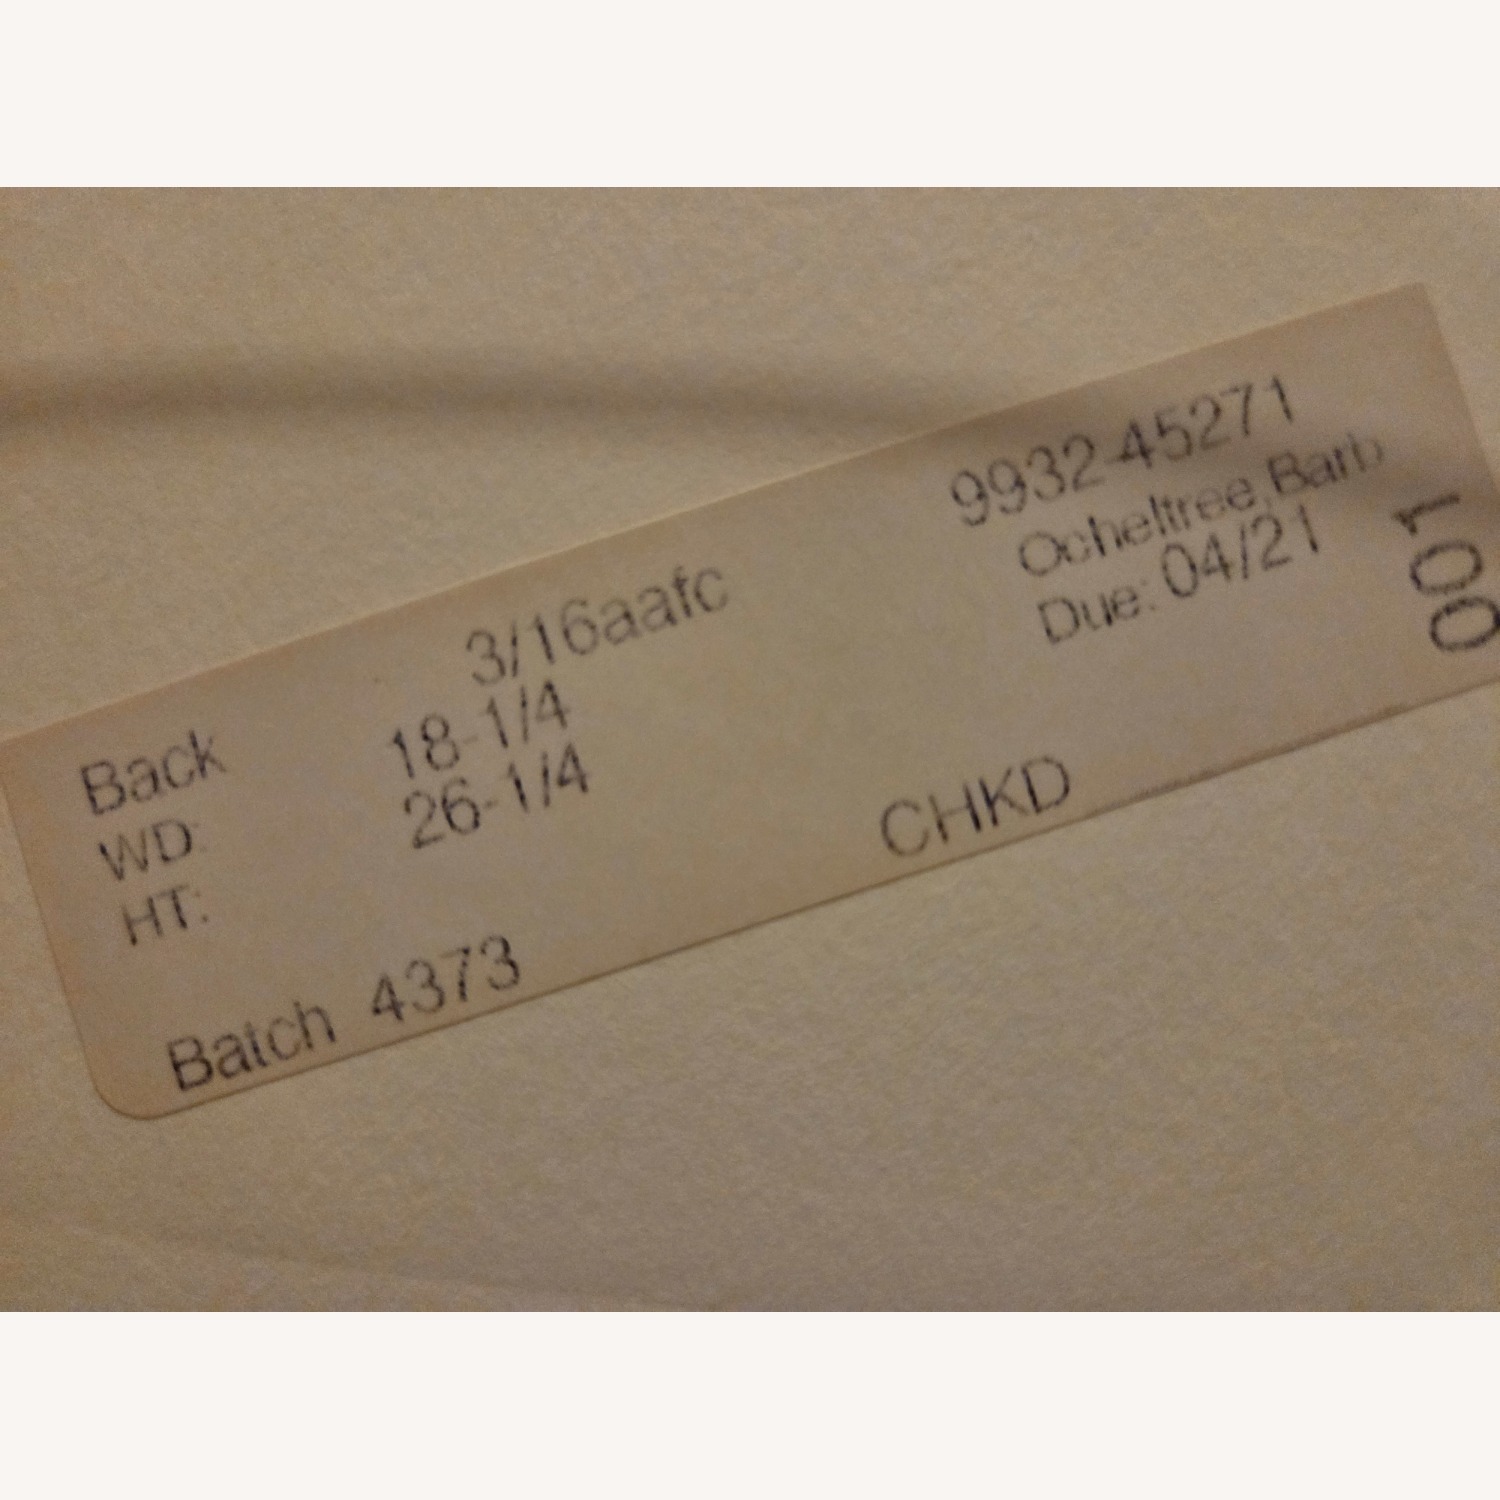 9932-45271
Ocheltree,Barb
Due: 04/21
001
Back 3/16aafc
WD: 18-1/4
HT: 26-1/4
CHKD
Batch 4373